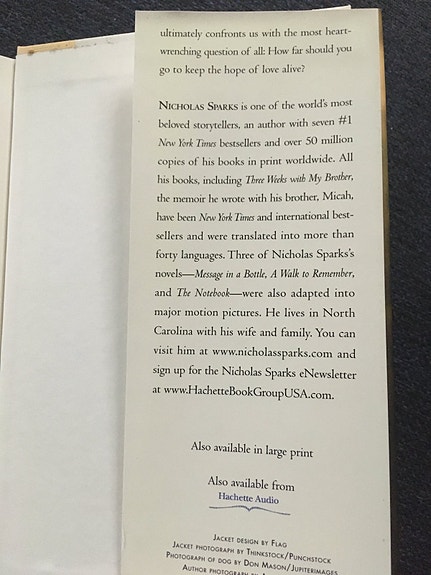 ultimately confronts us with the most heart-
wrenching question of all: How far should you
go to keep the hope of love alive?
NICHOLAS SPARKS is one of the world's most
beloved storytellers, an author with seven #1
New York Times bestsellers and over 50 million
copies of his books in print worldwide. All
his books, including Three Weeks with My Brother,
the memoir he wrote with his brother, Micah,
have been New York Times and international best-
sellers and were translated into more than
forty languages. Three of Nicholas Sparks's
novels—Message in a Bottle, A Walk to Remember,
and The Notebook—were also adapted into
major motion pictures. He lives in North
Carolina with his wife and family. You can
visit him at www.nicholassparks.com and
sign up for the Nicholas Sparks eNewsletter
at www.HachetteBookGroupUSA.com.
Also available in large print
Also available from
Hachette Audio
JACKET DESIGN BY FLAG
JACKET PHOTOGRAPH BY THINKSTOCK/PUNCHSTOCK
PHOTOGRAPH OF DOG BY DON MASON/JUPITERIMAGES
AUTHOR PHOTOGRAPH